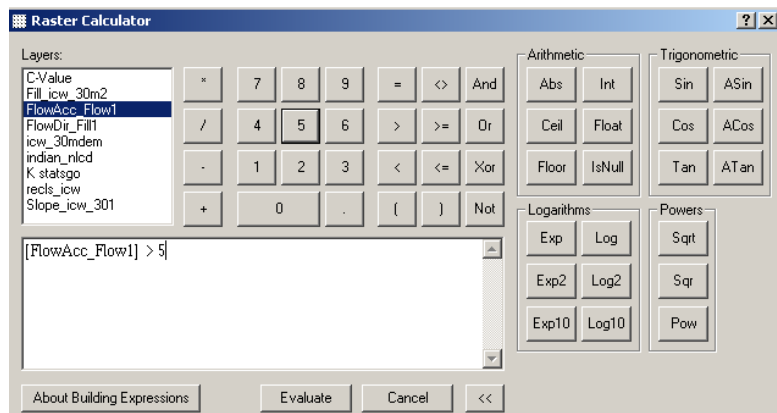 Raster Calculator ? X
Layers:
C-Value
Fill_icw_30m2
FlowAcc_Flow1
FlowDir_Fill1
icw_30mdem
indian_nlcd
K statsgo
recls_icw
Slope_icw_301
* 7 8 9 = <> And
/ 4 5 6 > >= Or
- 1 2 3 < <= Xor
+ 0 . ( ) Not
[FlowAcc_Flow1] > 5
About Building Expressions Evaluate Cancel <<
Arithmetic
Abs Int
Ceil Float
Floor IsNull
Trigonometric
Sin ASin
Cos ACos
Tan ATan
Logarithms
Exp Log
Exp2 Log2
Exp10 Log10
Powers
Sqrt
Sqr
Pow